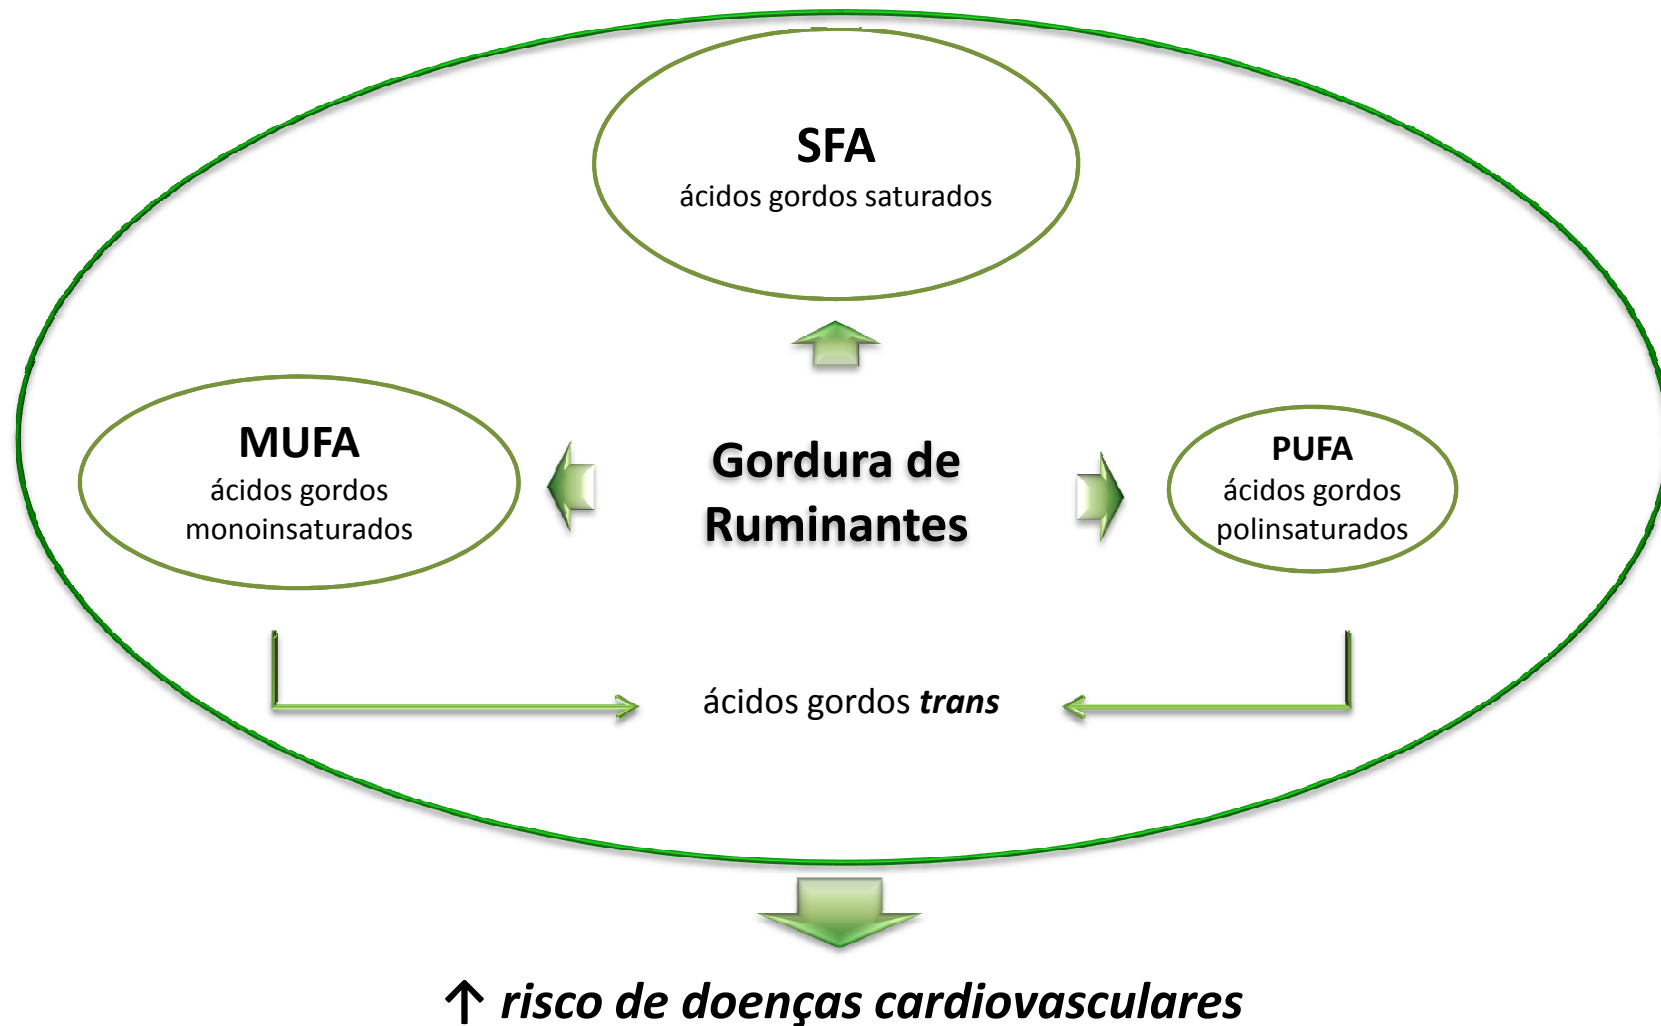 SFA
ácidos gordos saturados
MUFA
ácidos gordos
monoinsaturados
Gordura de
Ruminantes
PUFA
ácidos gordos
polinsaturados
ácidos gordos trans
↑ risco de doenças cardiovasculares